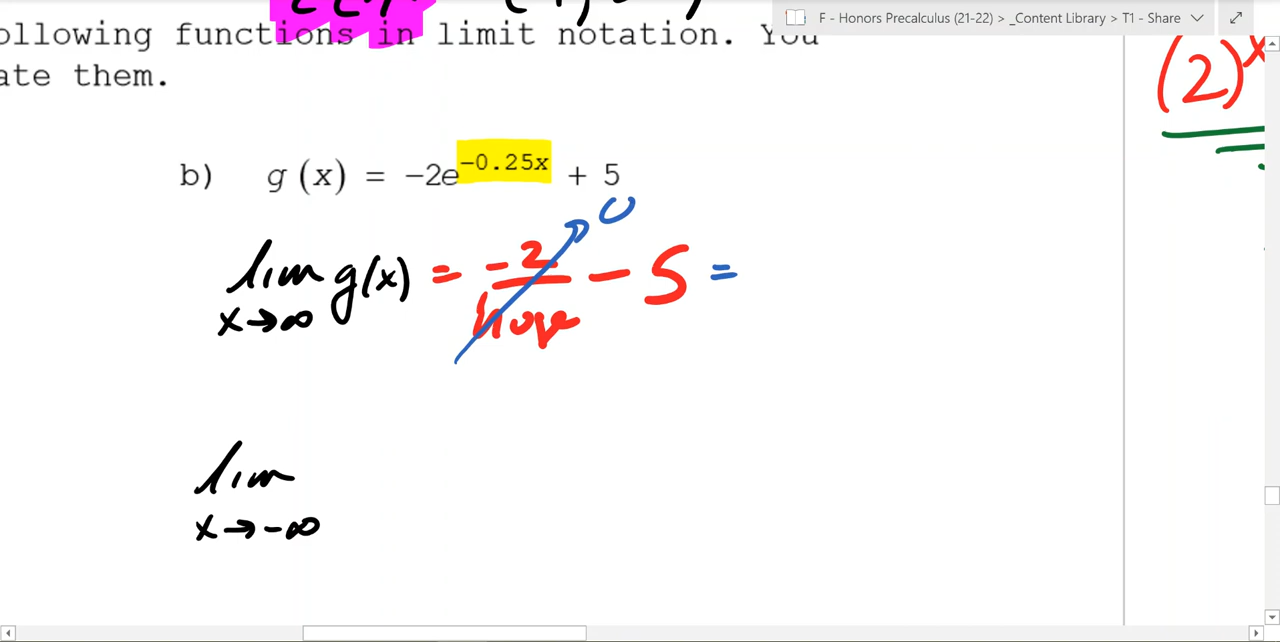 F - Honors Precalculus (21-22) > _Content Library > T1 - Share
ollowing functions in limit notation. You
ate them.
(2)^x
b) g (x) = -2e^{-0.25x} + 5
0
lim g(x) = -2/huge - 5 =
x→∞
lim
x→-∞